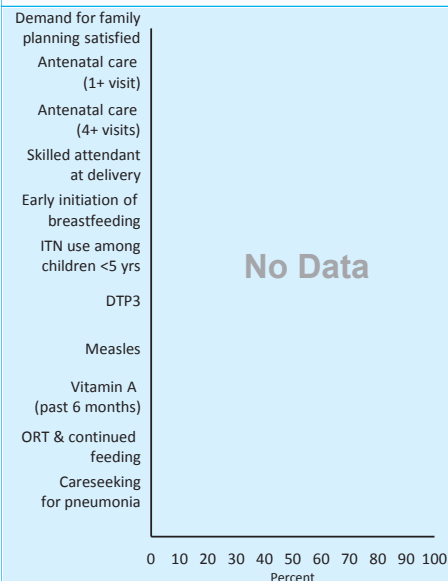 Demand for family
planning satisfied
Antenatal care
(1+ visit)
Antenatal care
(4+ visits)
Skilled attendant
at delivery
Early initiation of
breastfeeding
ITN use among
children <5 yrs
No Data
DTP3
Measles
Vitamin A
(past 6 months)
ORT & continued
feeding
Careseeking
for pneumonia
0 10 20 30 40 50 60 70 80 90 100
Percent